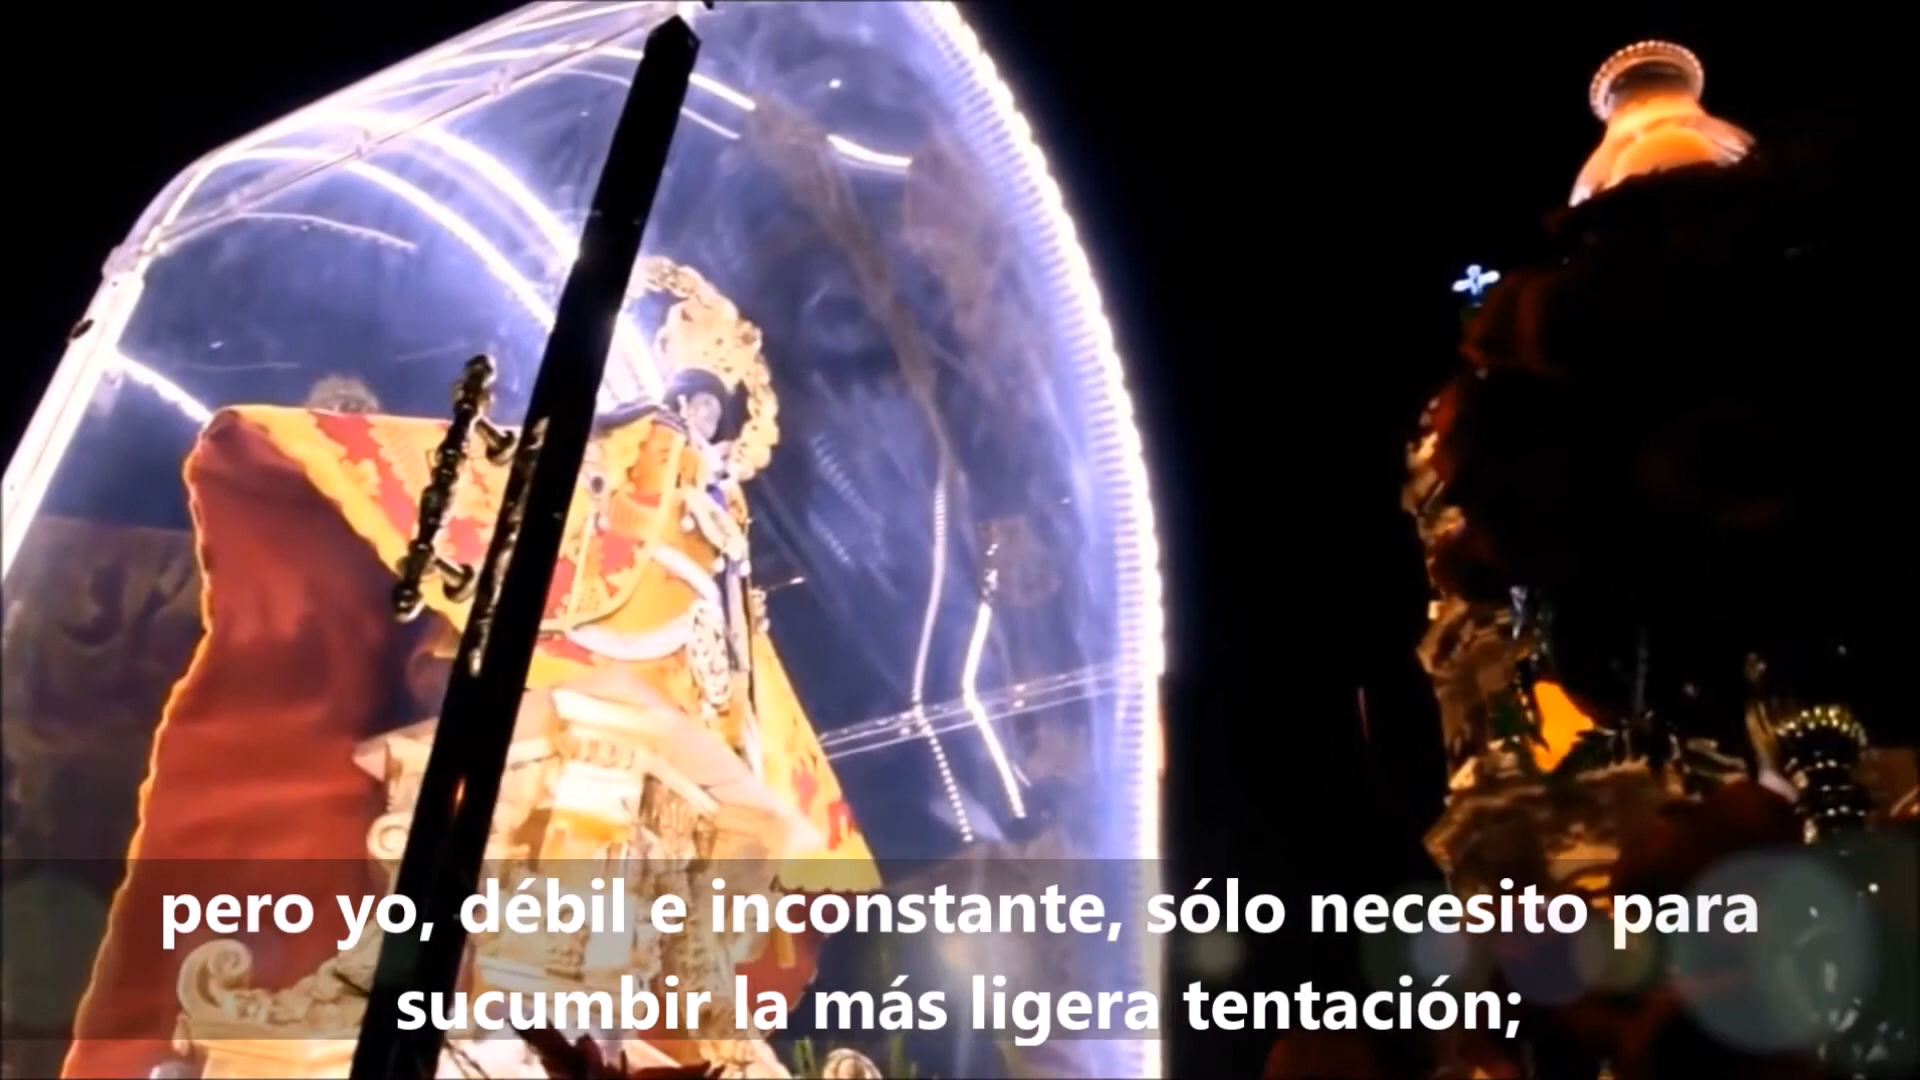 pero yo, débil e inconstante, sólo necesito para
sucumbir la más ligera tentación;